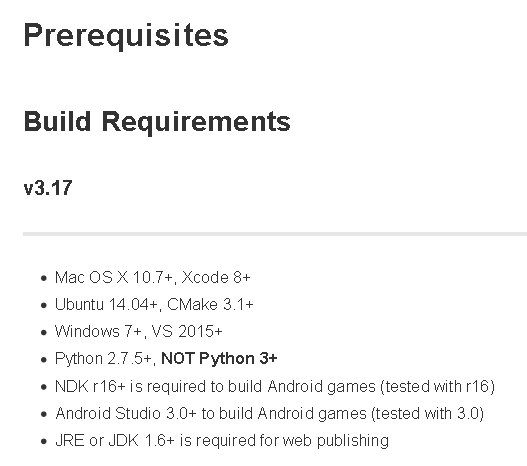 Prerequisites
Build Requirements
v3.17
• Mac OS X 10.7+, Xcode 8+
• Ubuntu 14.04+, CMake 3.1+
• Windows 7+, VS 2015+
• Python 2.7.5+, NOT Python 3+
• NDK r16+ is required to build Android games (tested with r16)
• Android Studio 3.0+ to build Android games (tested with 3.0)
• JRE or JDK 1.6+ is required for web publishing